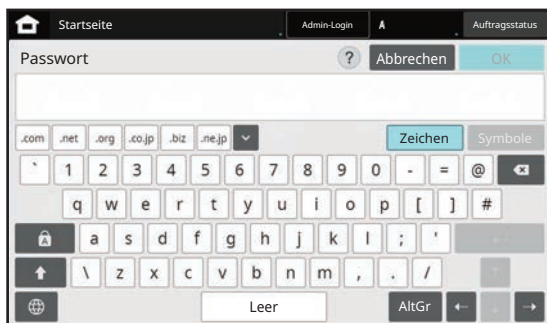 Startseite Admin-Login A Auftragsstatus
Passwort ? Abbrechen OK
.com .net .org .co.jp .biz .ne.jp Zeichen Symbole
` 1 2 3 4 5 6 7 8 9 0 - = @
q w e r t y u i o p [ ] #
A a s d f g h j k l ; '
\ z x c v b n m , . /
Leer AltGr